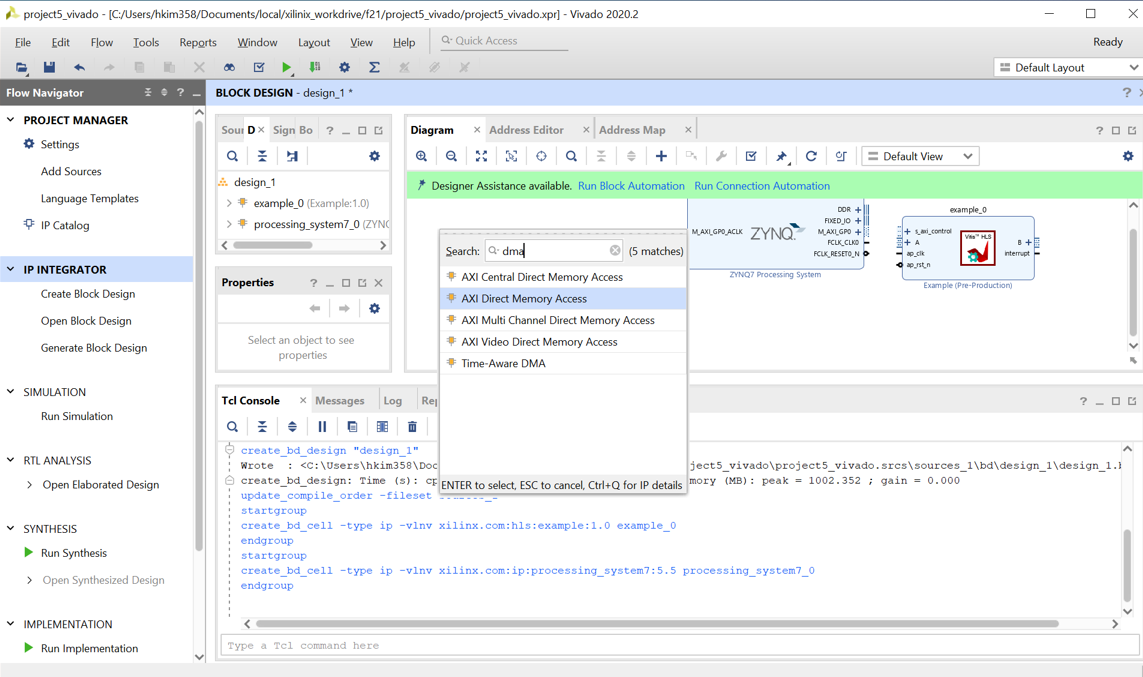 project5_vivado - [C:/Users/hkim358/Documents/local/xilinix_workdrive/f21/project5_vivado/project5_vivado.xpr] - Vivado 2020.2
File Edit Flow Tools Reports Window Layout View Help Quick Access Ready
Default Layout
Flow Navigator
PROJECT MANAGER
Settings
Add Sources
Language Templates
IP Catalog
IP INTEGRATOR
Create Block Design
Open Block Design
Generate Block Design
SIMULATION
Run Simulation
RTL ANALYSIS
Open Elaborated Design
SYNTHESIS
Run Synthesis
Open Synthesized Design
IMPLEMENTATION
Run Implementation
BLOCK DESIGN - design_1 *
Sour D Sign Bo
design_1
example_0 (Example:1.0)
processing_system7_0 (ZYNQ
Properties
Select an object to see
properties
Diagram Address Editor Address Map
Default View
Designer Assistance available. Run Block Automation Run Connection Automation
DDR
FIXED_IO
M_AXI_GP0_ACLK M_AXI_GP0
FCLK_CLK0
FCLK_RESET0_N
ZYNQ
ZYNQ7 Processing System
example_0
s_axi_control
A B
ap_clk interrupt
ap_rst_n
Vitis™ HLS
Example (Pre-Production)
Search: dma (5 matches)
AXI Central Direct Memory Access
AXI Direct Memory Access
AXI Multi Channel Direct Memory Access
AXI Video Direct Memory Access
Time-Aware DMA
ENTER to select, ESC to cancel, Ctrl+Q for IP details
Tcl Console Messages Log Rep
create_bd_design "design_1"
Wrote : <C:\Users\hkim358\Doc ject5_vivado\project5_vivado.srcs\sources_1\bd\design_1\design_1.b
create_bd_design: Time (s): cp mory (MB): peak = 1002.352 ; gain = 0.000
update_compile_order -fileset sources_1
startgroup
create_bd_cell -type ip -vlnv xilinx.com:hls:example:1.0 example_0
endgroup
startgroup
create_bd_cell -type ip -vlnv xilinx.com:ip:processing_system7:5.5 processing_system7_0
endgroup
Type a Tcl command here